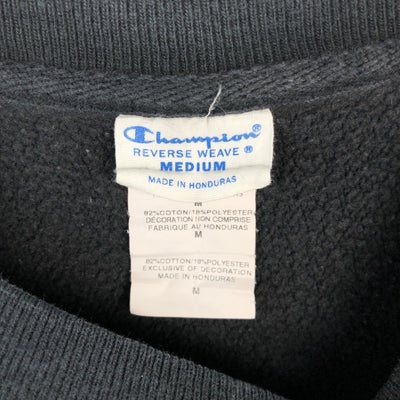 Champion®
REVERSE WEAVE®
MEDIUM
MADE IN HONDURAS
M
82%COTTON/18%POLYESTER
DÉCORATION NON COMPRISE
FABRIQUE AU HONDURAS
M
82%COTTON/18%POLYESTER
EXCLUSIVE OF DECORATION
MADE IN HONDURAS
M